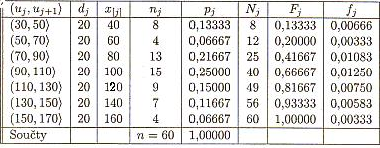 (u_j, u_{j+1}) d_j x_{[j]} n_j p_j N_j F_j f_j
(30, 50) 20 40 8 0,13333 8 0,13333 0,00666
(50, 70) 20 60 4 0,06667 12 0,20000 0,00333
(70, 90) 20 80 13 0,21667 25 0,41667 0,01083
(90, 110) 20 100 15 0,25000 40 0,66667 0,01250
(110, 130) 20 120 9 0,15000 49 0,81667 0,00750
(130, 150) 20 140 7 0,11667 56 0,93333 0,00583
(150, 170) 20 160 4 0,06667 60 1,00000 0,00333
Součty n = 60 1,00000